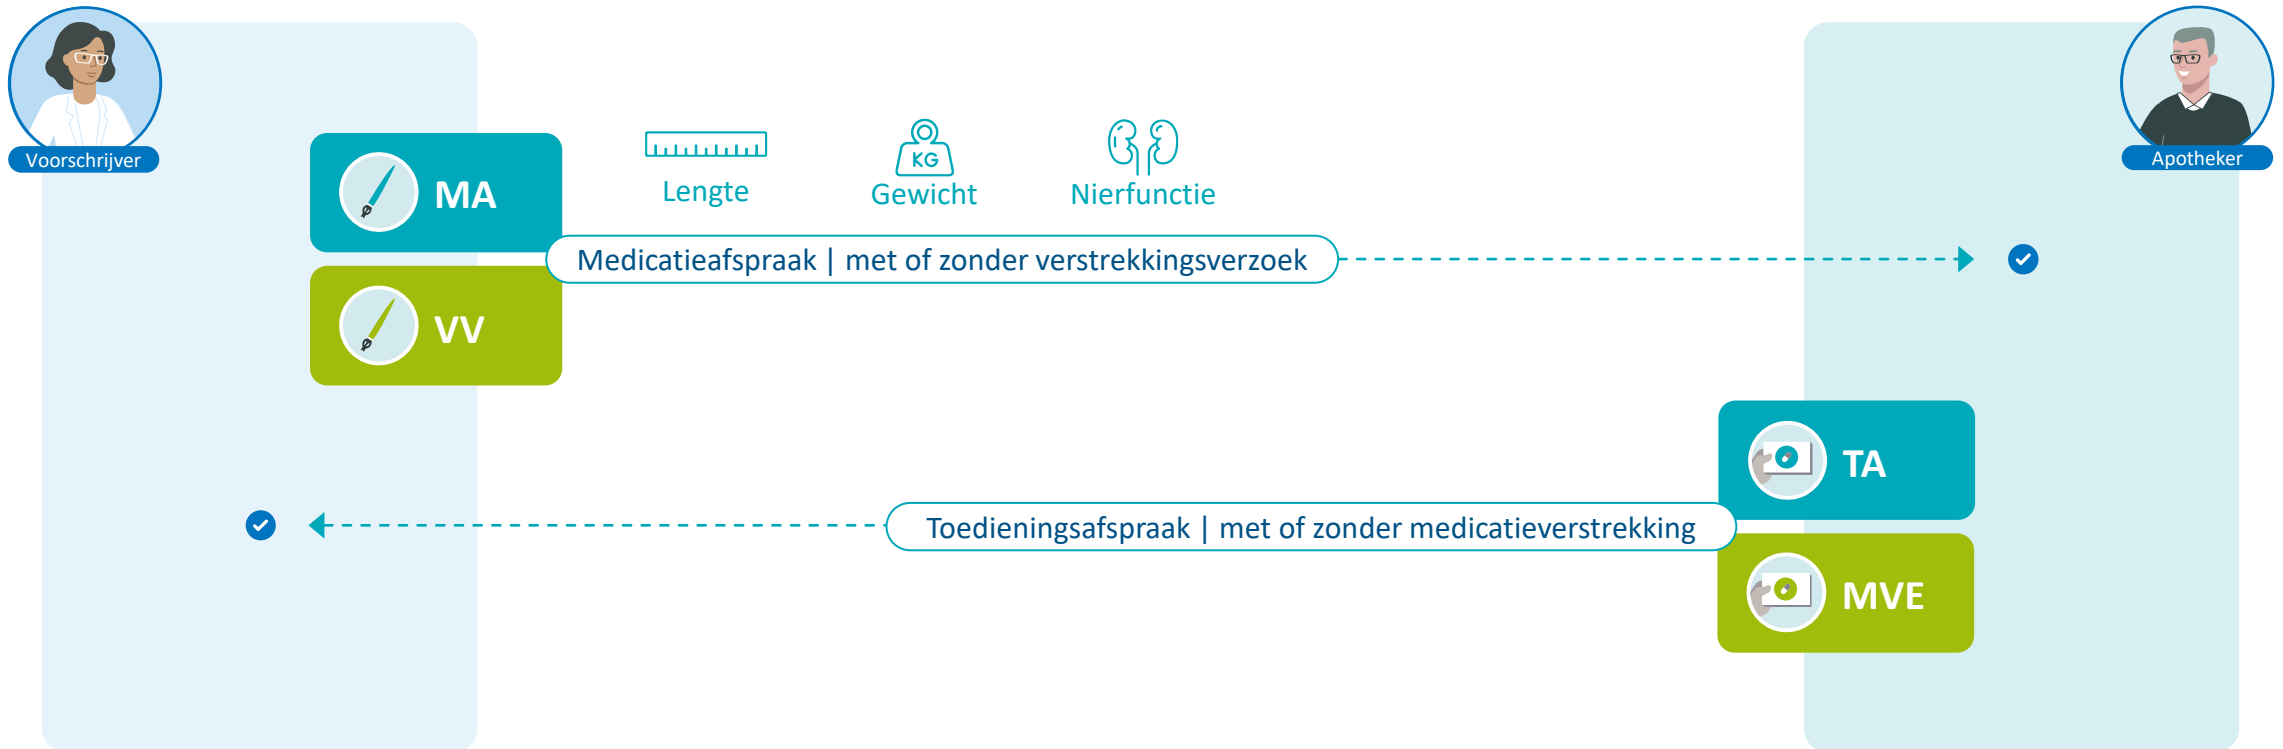 Voorschrijver
Apotheker
MA
KG
Lengte
Gewicht
Nierfunctie
Medicatieafspraak | met of zonder verstrekkingsverzoek
VV
TA
Toedieningsafspraak | met of zonder medicatieverstrekking
MVE